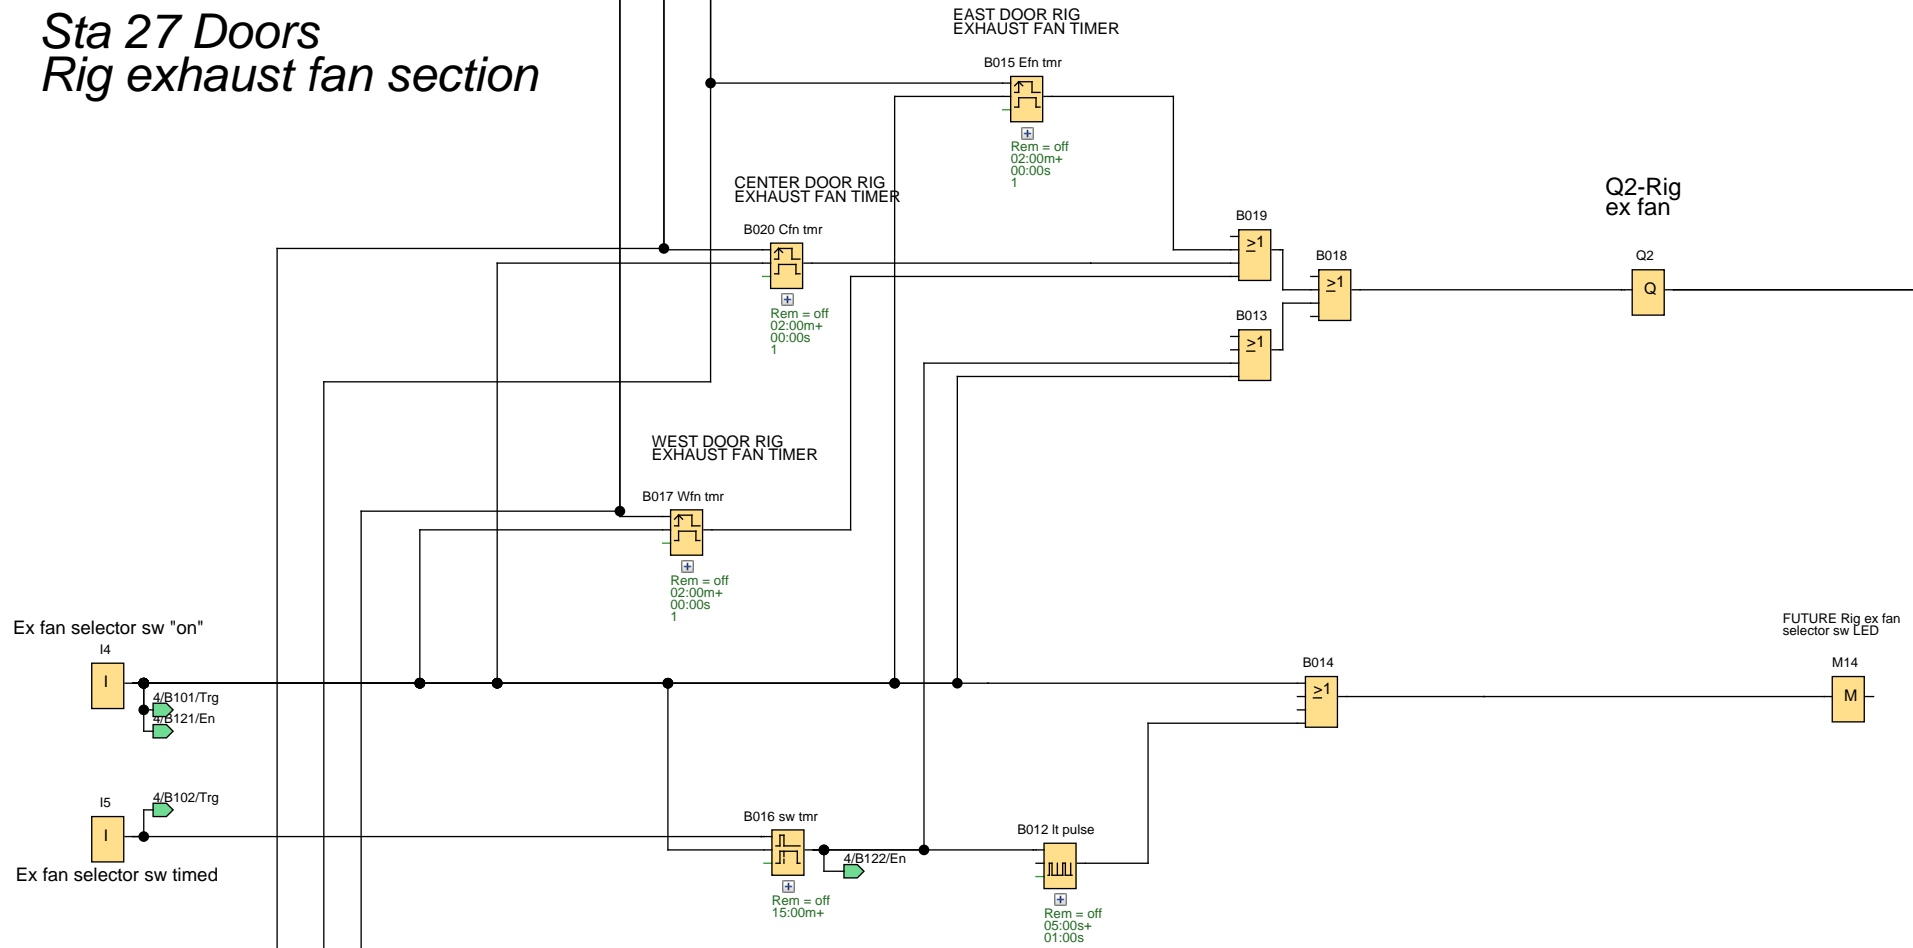 Sta 27 Doors
Rig exhaust fan section
EAST DOOR RIG
EXHAUST FAN TIMER
B015 Efn tmr
Rem = off
02:00m+
00:00s
1
CENTER DOOR RIG
EXHAUST FAN TIMER
B020 Cfn tmr
Rem = off
02:00m+
00:00s
1
Q2-Rig
ex fan
B019
≥1
B018
≥1
Q2
Q
B013
≥1
WEST DOOR RIG
EXHAUST FAN TIMER
B017 Wfn tmr
Rem = off
02:00m+
00:00s
1
Ex fan selector sw "on"
I4
I
4/B101/Trg
4/B121/En
B014
≥1
FUTURE Rig ex fan
selector sw LED
M14
M
I5
I
4/B102/Trg
Ex fan selector sw timed
B016 sw tmr
Rem = off
15:00m+
4/B122/En
B012 lt pulse
Rem = off
05:00s+
01:00s